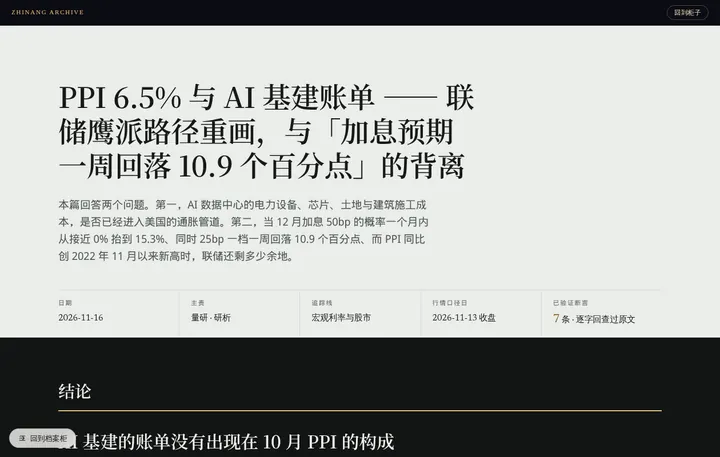 ZHINANG ARCHIVE
回到柜子
PPI 6.5% 与 AI 基建账单 —— 联
储鹰派路径重画，与「加息预期
一周回落 10.9 个百分点」的背离
本篇回答两个问题。第一，AI 数据中心的电力设备、芯片、土地与建筑施工成
本，是否已经进入美国的通胀管道。第二，当 12 月加息 50bp 的概率一个月内
从接近 0% 抬到 15.3%、同时 25bp 一档一周回落 10.9 个百分点、而 PPI 同比
创 2022 年 11 月以来新高时，联储还剩多少余地。
日期
主责
追踪线
行情口径日
已验证断言
2026-11-16
量研 · 研析
宏观利率与股市
2026-11-13 收盘
7 条 · 逐字回查过原文
结论
回到档案柜
AI 基建的账单没有出现在 10 月 PPI 的构成